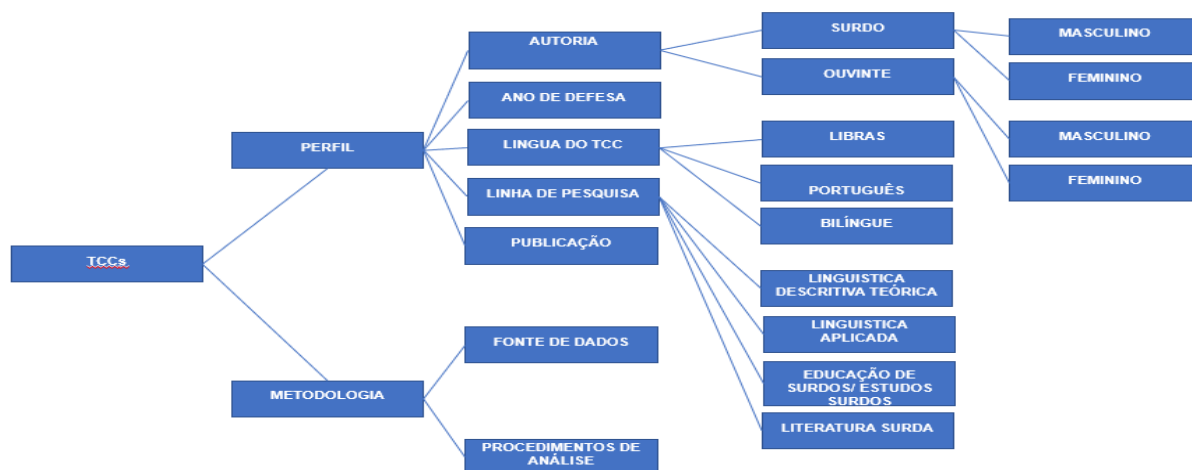 TCCs
PERFIL
METODOLOGIA
AUTORIA
ANO DE DEFESA
LINGUA DO TCC
LINHA DE PESQUISA
PUBLICAÇÃO
FONTE DE DADOS
PROCEDIMENTOS DE
ANÁLISE
SURDO
OUVINTE
LIBRAS
PORTUGUÊS
BILÍNGUE
LINGUISTICA
DESCRITIVA TEÓRICA
LINGUISTICA
APLICADA
EDUCAÇÃO DE
SURDOS/ ESTUDOS
SURDOS
LITERATURA SURDA
MASCULINO
FEMININO
MASCULINO
FEMININO